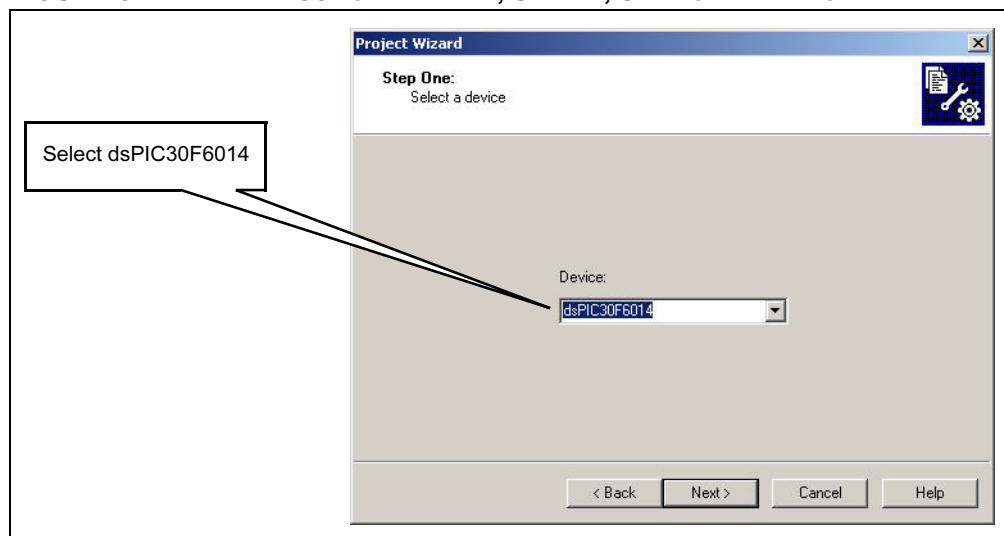 Project Wizard
Step One:
Select a device
Select dsPIC30F6014
Device:
dsPIC30F6014
< Back Next > Cancel Help